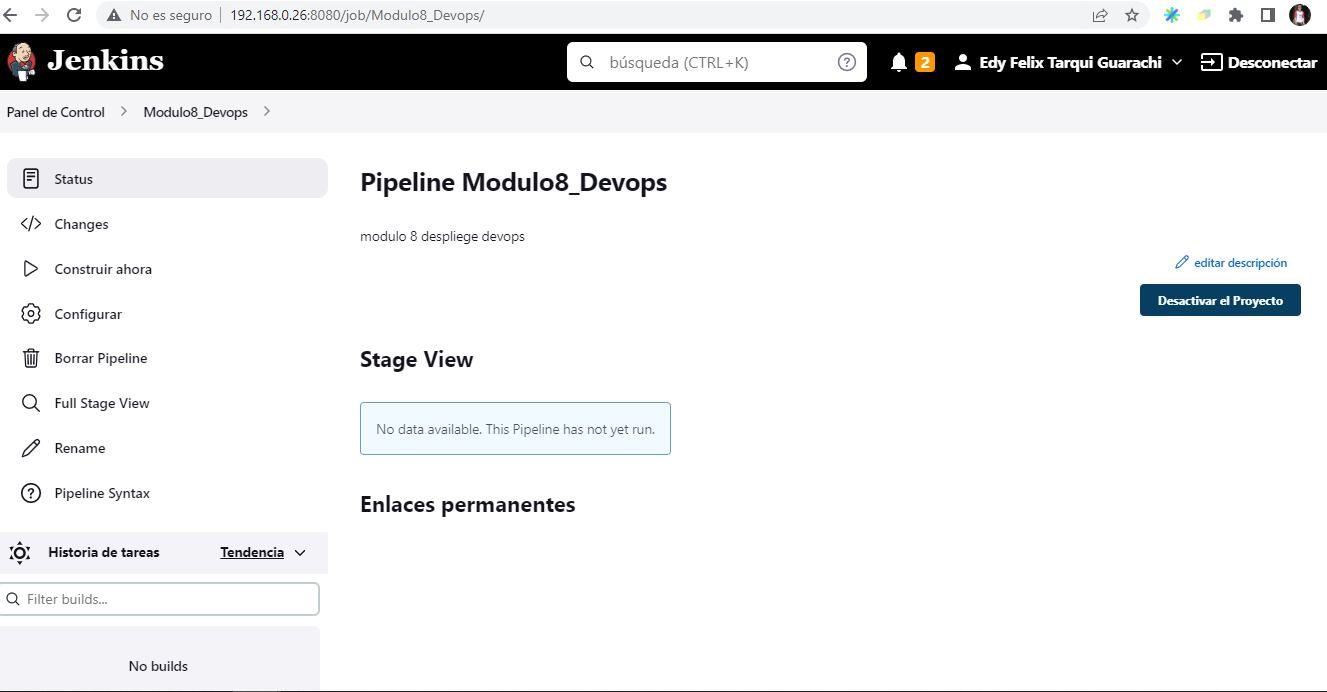 No es seguro
192.168.0.26:8080/job/Modulo8_Devops/
Jenkins
búsqueda (CTRL+K)
?
2
Edy Felix Tarqui Guarachi
Desconectar
Panel de Control > Modulo8_Devops >
Status
Changes
Construir ahora
Configurar
Borrar Pipeline
Full Stage View
Rename
Pipeline Syntax
Historia de tareas
Tendencia
Filter builds...
No builds
Pipeline Modulo8_Devops
modulo 8 despliege devops
editar descripción
Desactivar el Proyecto
Stage View
No data available. This Pipeline has not yet run.
Enlaces permanentes